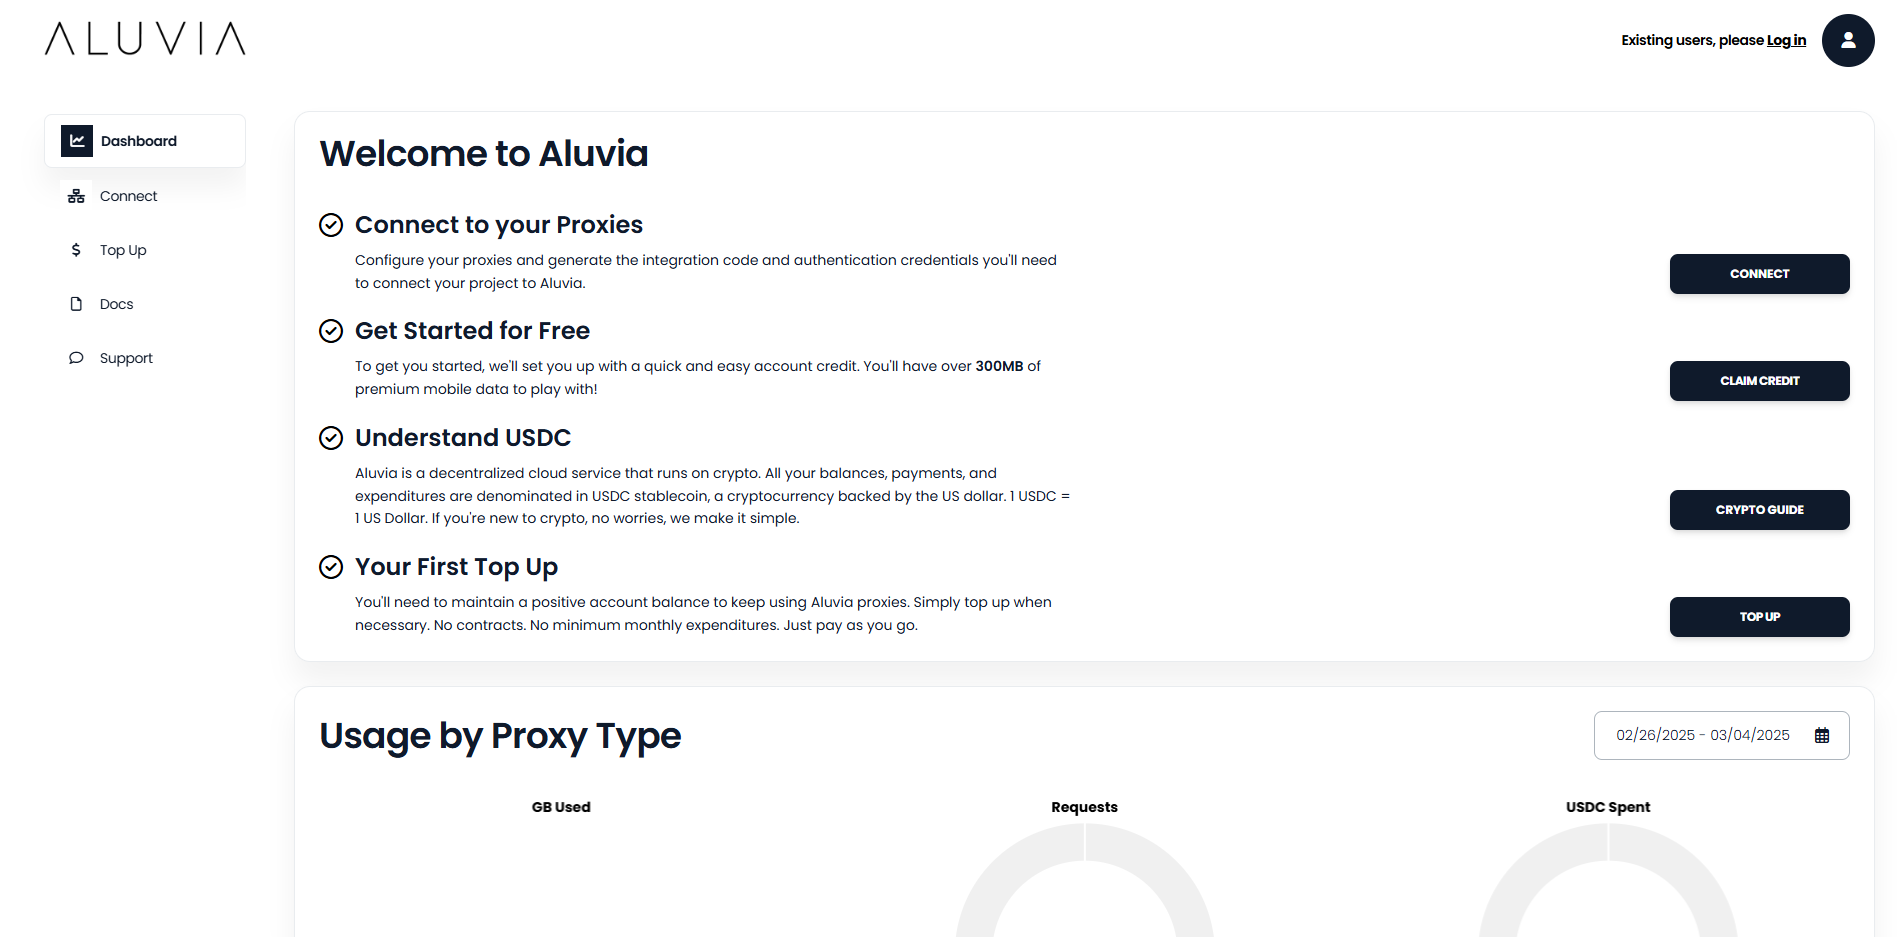 ALUVIA
Existing users, please Log in
Dashboard
Connect
Top Up
Docs
Support
Welcome to Aluvia
Connect to your Proxies
Configure your proxies and generate the integration code and authentication credentials you'll need
to connect your project to Aluvia.
CONNECT
Get Started for Free
To get you started, we'll set you up with a quick and easy account credit. You'll have over 300MB of
premium mobile data to play with!
CLAIM CREDIT
Understand USDC
Aluvia is a decentralized cloud service that runs on crypto. All your balances, payments, and
expenditures are denominated in USDC stablecoin, a cryptocurrency backed by the US dollar. 1 USDC =
1 US Dollar. If you're new to crypto, no worries, we make it simple.
CRYPTO GUIDE
Your First Top Up
You'll need to maintain a positive account balance to keep using Aluvia proxies. Simply top up when
necessary. No contracts. No minimum monthly expenditures. Just pay as you go.
TOP UP
Usage by Proxy Type
02/26/2025 - 03/04/2025
GB Used
Requests
USDC Spent